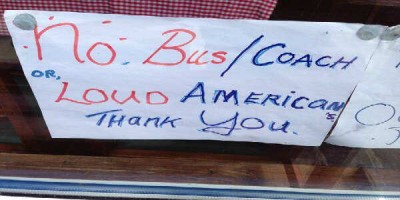 No. Bus/Coach
or, Loud American's
Thank You.